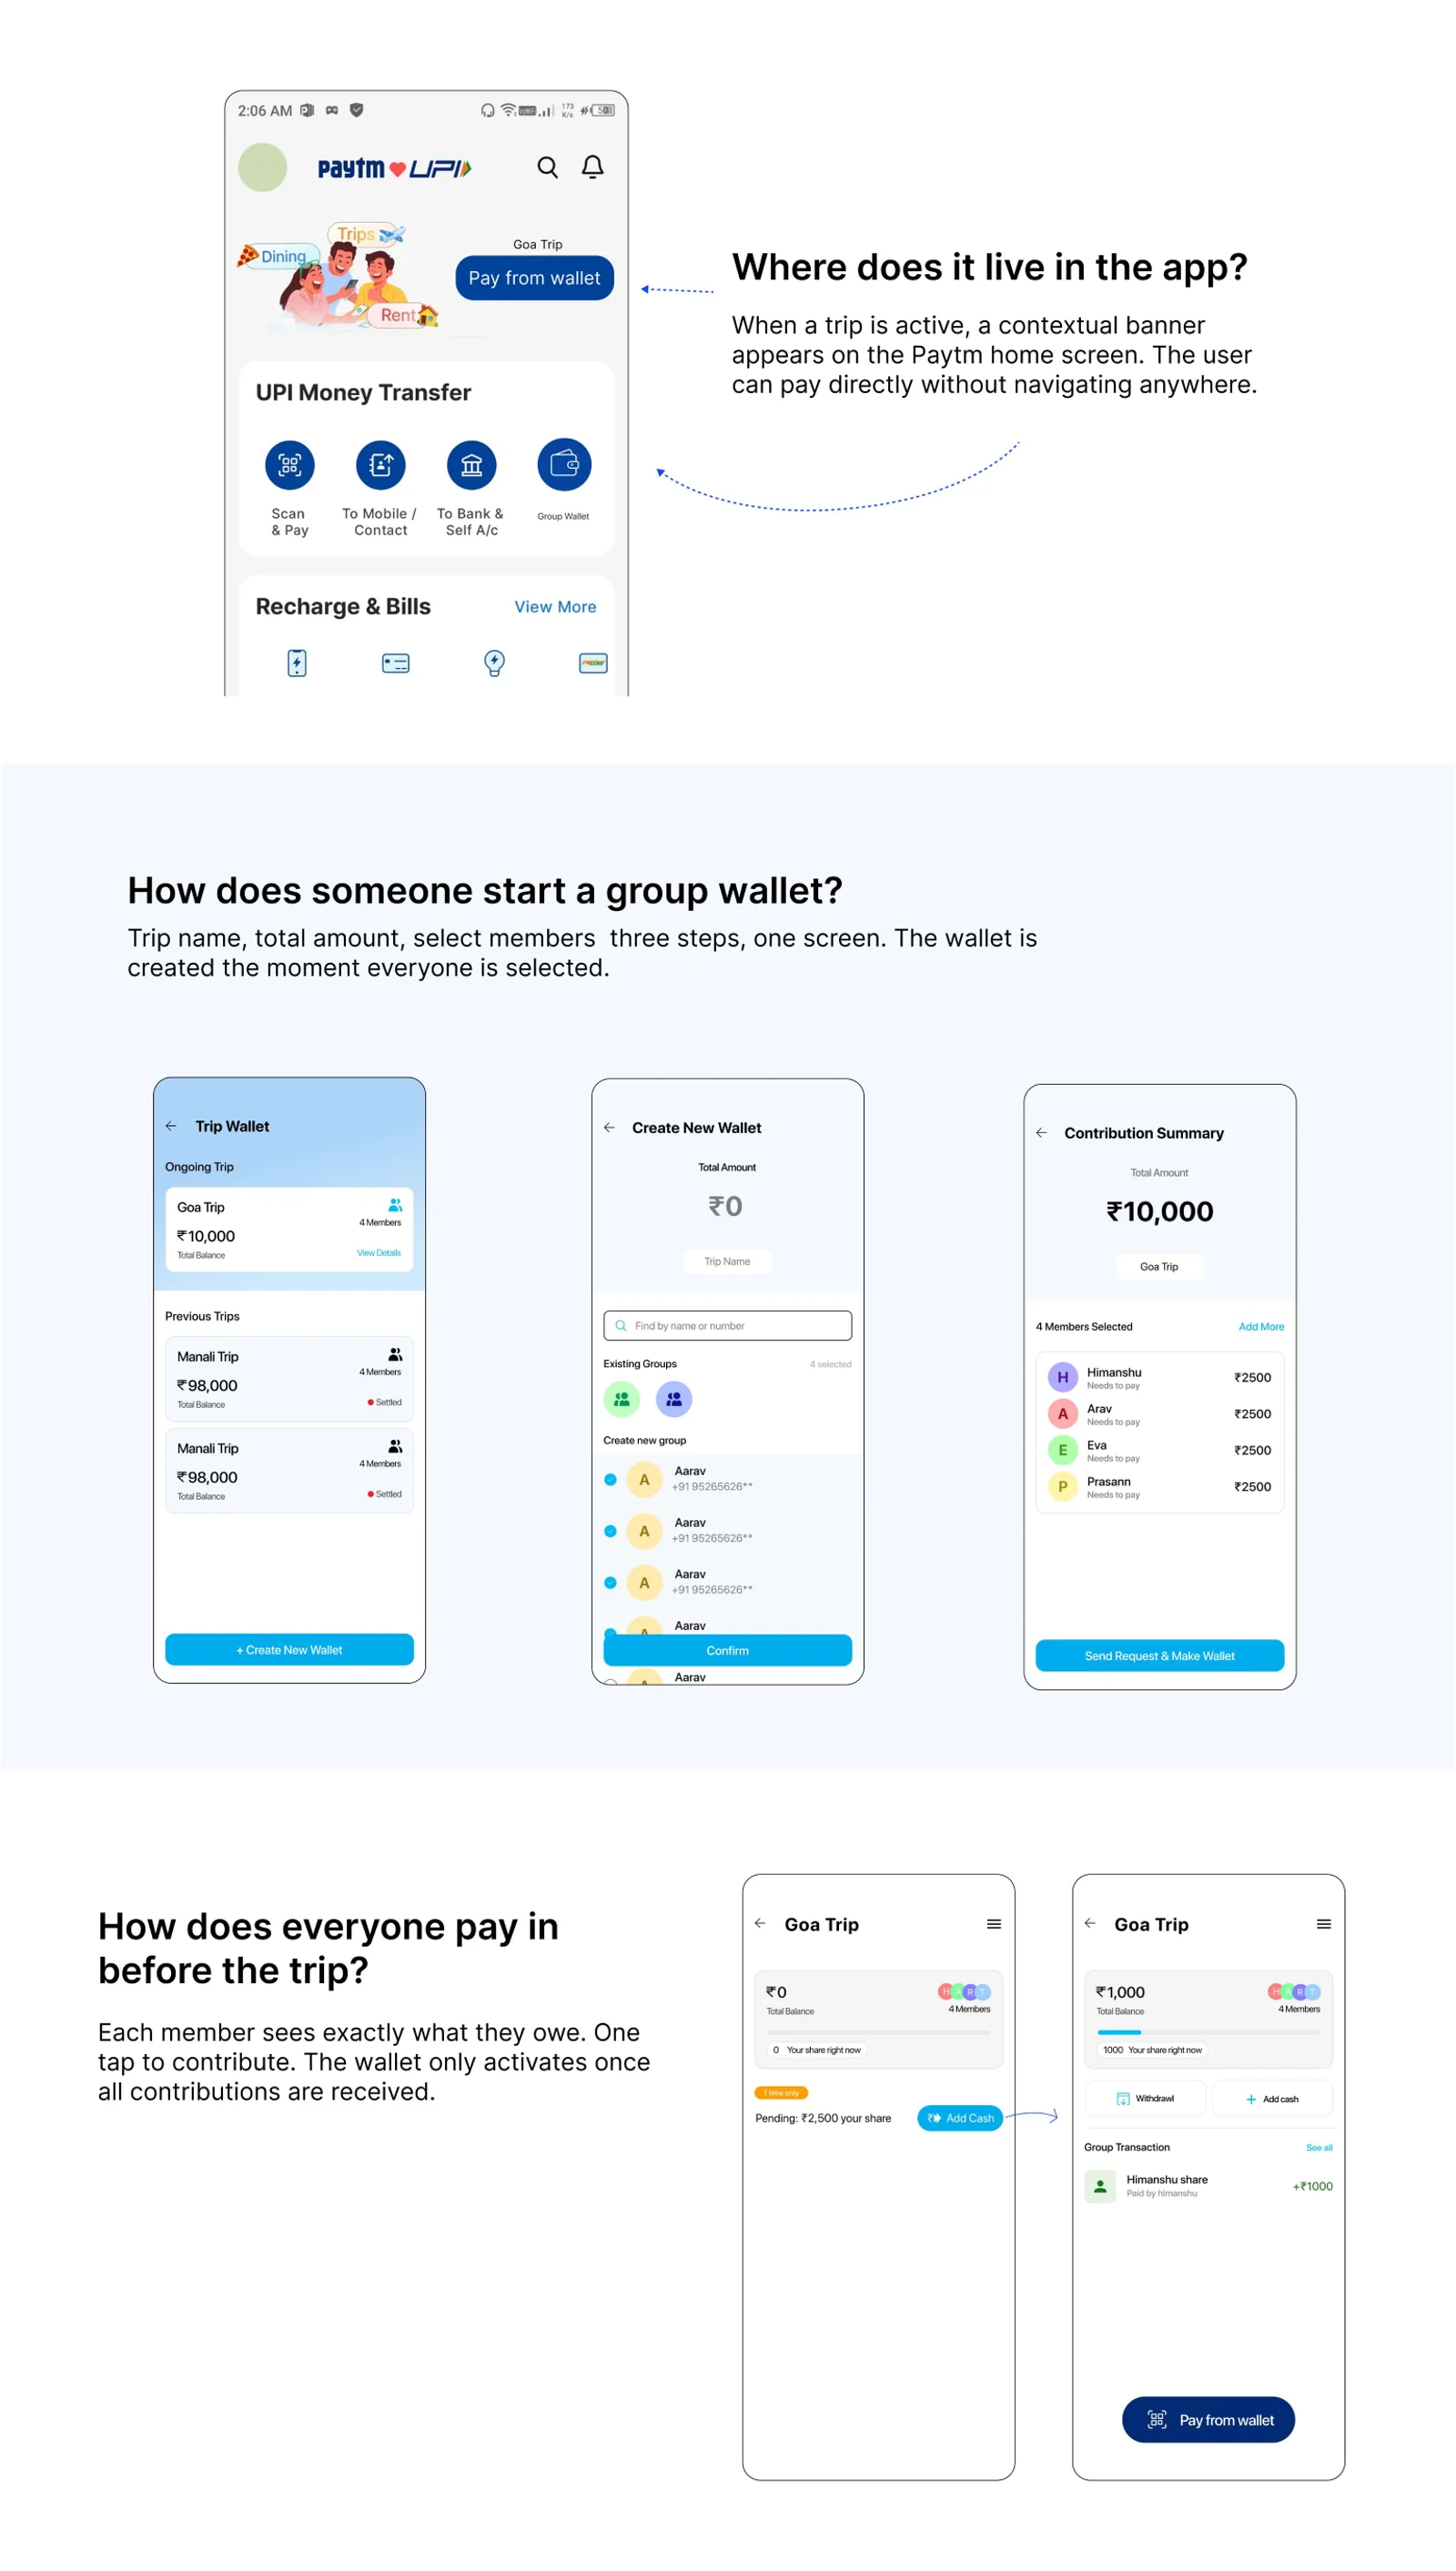 2:06 AM
173
K/s
50
paytm UPI
Trips
Dining
Rent
Goa Trip
Pay from wallet
Where does it live in the app?
When a trip is active, a contextual banner
appears on the Paytm home screen. The user
can pay directly without navigating anywhere.
UPI Money Transfer
Scan
& Pay
To Mobile /
Contact
To Bank &
Self A/c
Group Wallet
Recharge & Bills
View More
How does someone start a group wallet?
Trip name, total amount, select members three steps, one screen. The wallet is
created the moment everyone is selected.
Trip Wallet
Ongoing Trip
Goa Trip
4 Members
₹10,000
Total Balance
View Details
Previous Trips
Manali Trip
4 Members
₹98,000
Total Balance
Settled
Manali Trip
4 Members
₹98,000
Total Balance
Settled
+ Create New Wallet
Create New Wallet
Total Amount
₹0
Trip Name
Find by name or number
Existing Groups
4 selected
Create new group
A
Aarav
+91 95265626**
A
Aarav
+91 95265626**
A
Aarav
+91 95265626**
A
Aarav
Confirm
A
Aarav
Contribution Summary
Total Amount
₹10,000
Goa Trip
4 Members Selected
Add More
H
Himanshu
Needs to pay
₹2500
A
Arav
Needs to pay
₹2500
E
Eva
Needs to pay
₹2500
P
Prasann
Needs to pay
₹2500
Send Request & Make Wallet
How does everyone pay in
before the trip?
Each member sees exactly what they owe. One
tap to contribute. The wallet only activates once
all contributions are received.
Goa Trip
₹0
Total Balance
H A R T
4 Members
0 Your share right now
1 time only
Pending: ₹2,500 your share
Add Cash
Goa Trip
₹1,000
Total Balance
H A R T
4 Members
1000 Your share right now
Withdrawl
Add cash
Group Transaction
See all
Himanshu share
Paid by himanshu
+₹1000
Pay from wallet